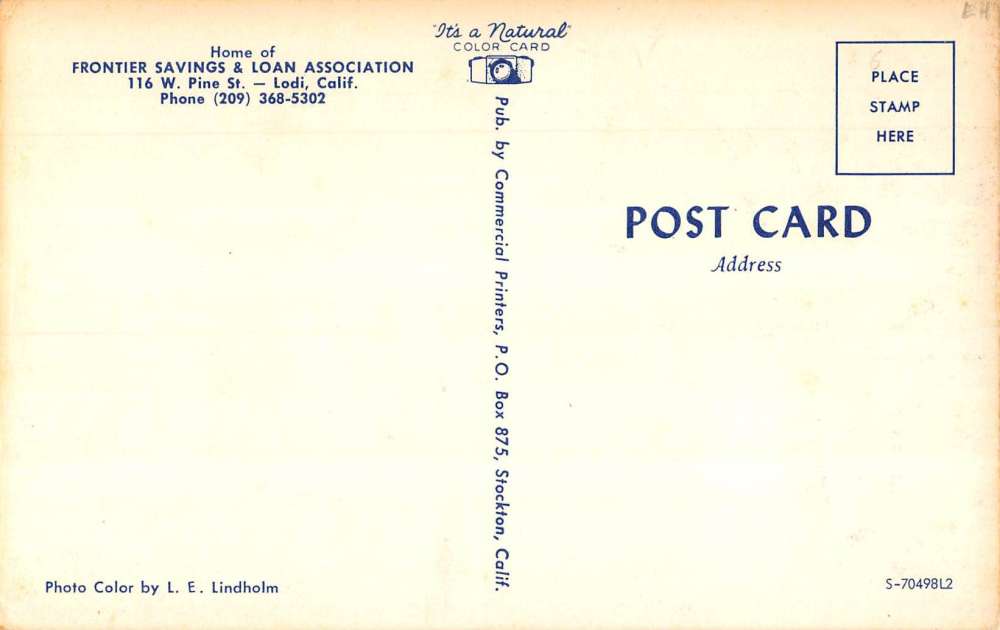 "It's a Natural"
COLOR CARD
Home of
FRONTIER SAVINGS & LOAN ASSOCIATION
116 W. Pine St. — Lodi, Calif.
Phone (209) 368-5302
Pub. by Commercial Printers, P.O. Box 875, Stockton, Calif.
PLACE
STAMP
HERE
POST CARD
Address
Photo Color by L. E. Lindholm
S-70498L2